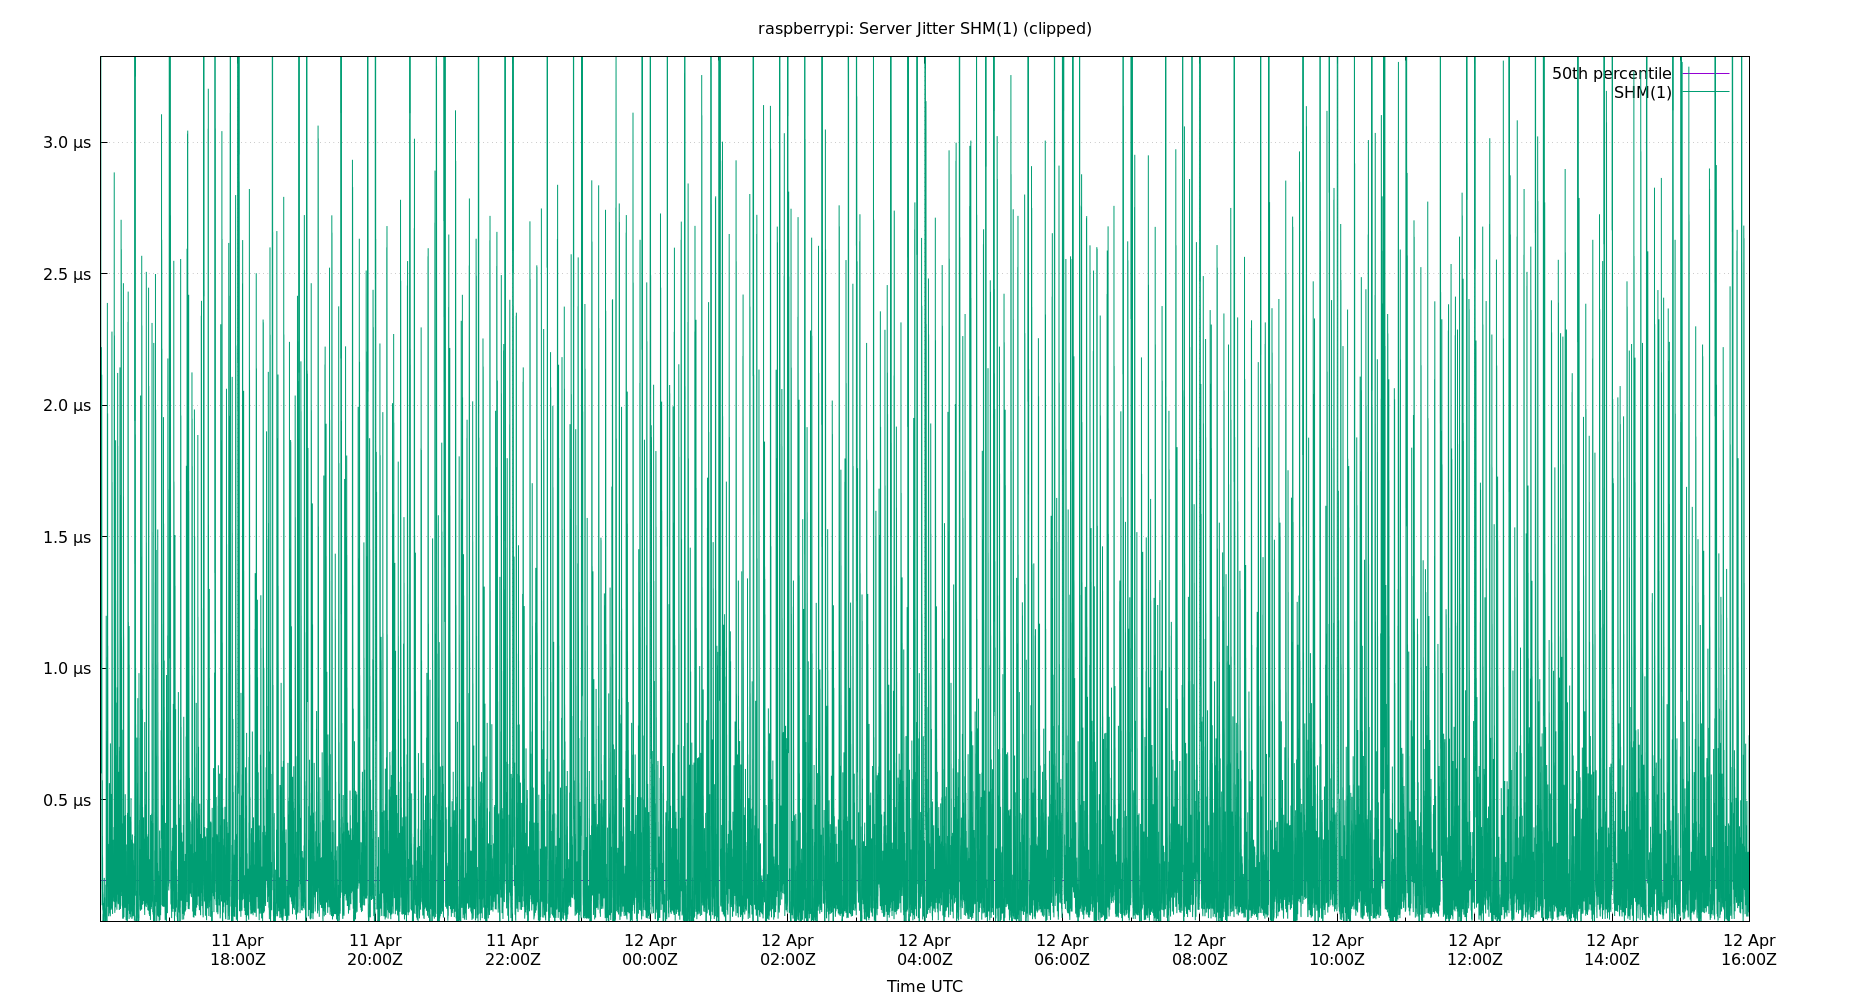 raspberrypi: Server Jitter SHM(1) (clipped)
50th percentile
SHM(1)
3.0 µs
2.5 µs
2.0 µs
1.5 µs
1.0 µs
0.5 µs
11 Apr 11 Apr 11 Apr 12 Apr 12 Apr 12 Apr 12 Apr 12 Apr 12 Apr 12 Apr 12 Apr 12 Apr
18:00Z 20:00Z 22:00Z 00:00Z 02:00Z 04:00Z 06:00Z 08:00Z 10:00Z 12:00Z 14:00Z 16:00Z
Time UTC